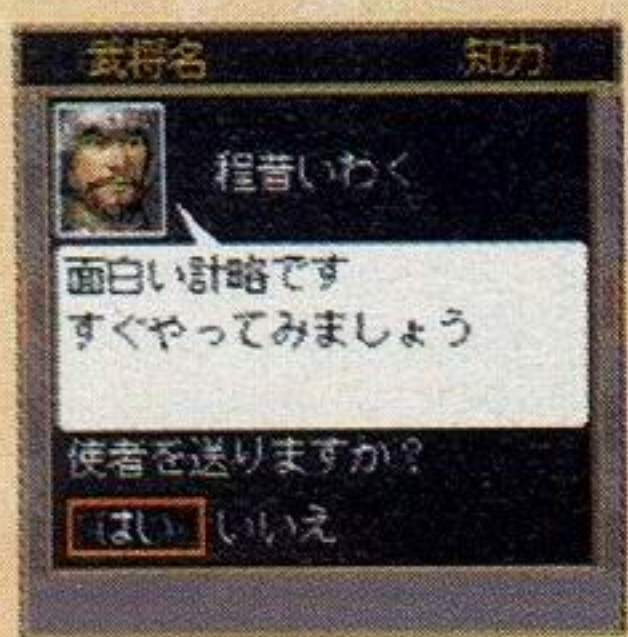 武将名 知力
程昔いわく
面白い計略です
すぐやってみましょう
使者を送りますか?
はい いいえ